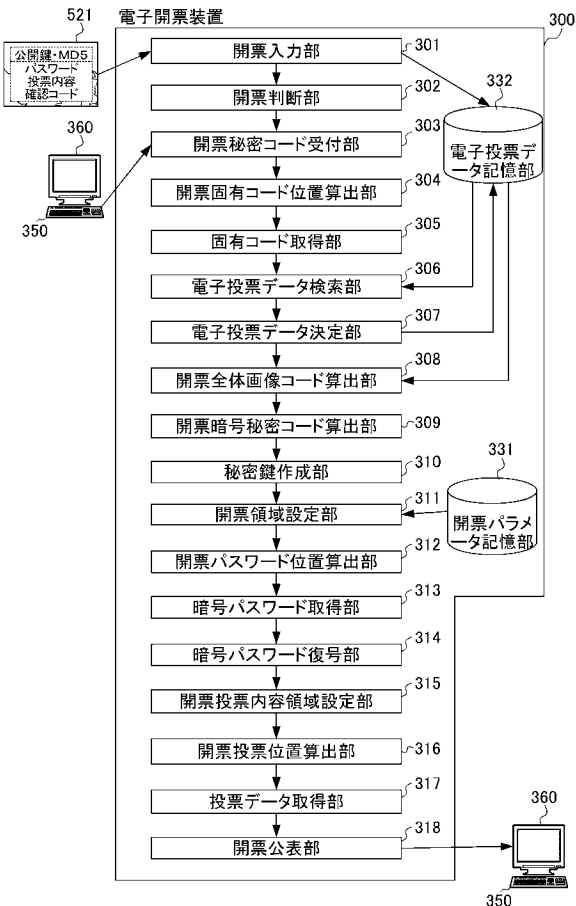 電子開票装置
300
521
公開鍵・MD5
パスワード
投票内容
確認コード
開票入力部
301
開票判断部
302
332
電子投票デ
ータ記憶部
360
350
開票秘密コード受付部
303
開票固有コード位置算出部
304
固有コード取得部
305
電子投票データ検索部
306
電子投票データ決定部
307
開票全体画像コード算出部
308
開票暗号秘密コード算出部
309
秘密鍵作成部
310
331
開票パラメ
ータ記憶部
開票領域設定部
311
開票パスワード位置算出部
312
暗号パスワード取得部
313
暗号パスワード復号部
314
開票投票内容領域設定部
315
開票投票位置算出部
316
投票データ取得部
317
開票公表部
318
360
350